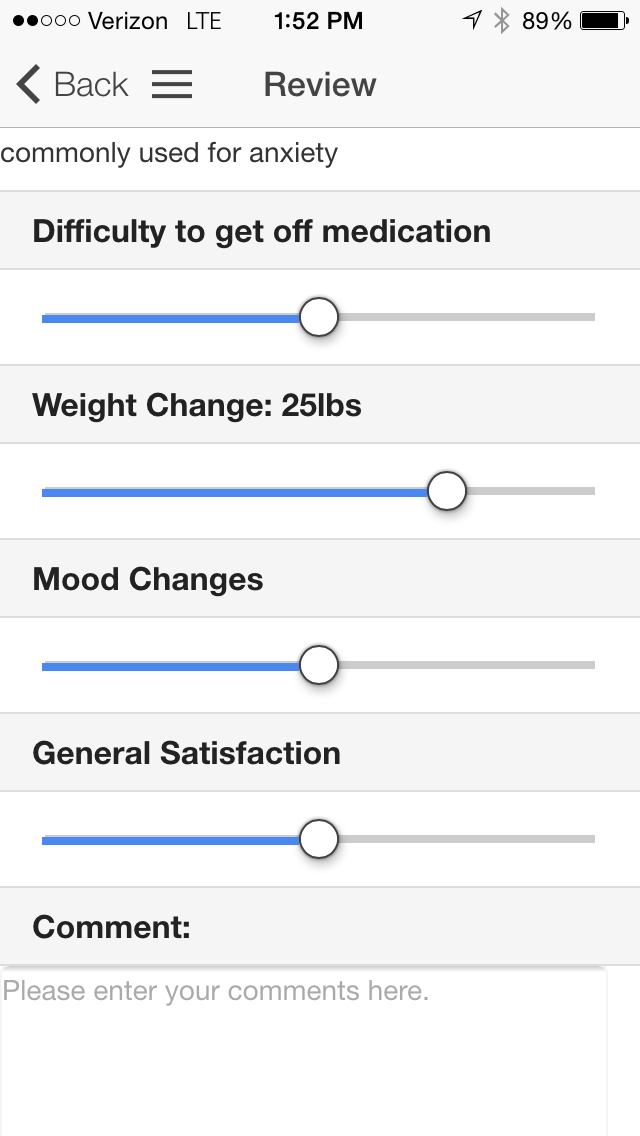 Verizon LTE 1:52 PM 89%
Back Review
commonly used for anxiety
Difficulty to get off medication
Weight Change: 25lbs
Mood Changes
General Satisfaction
Comment:
Please enter your comments here.